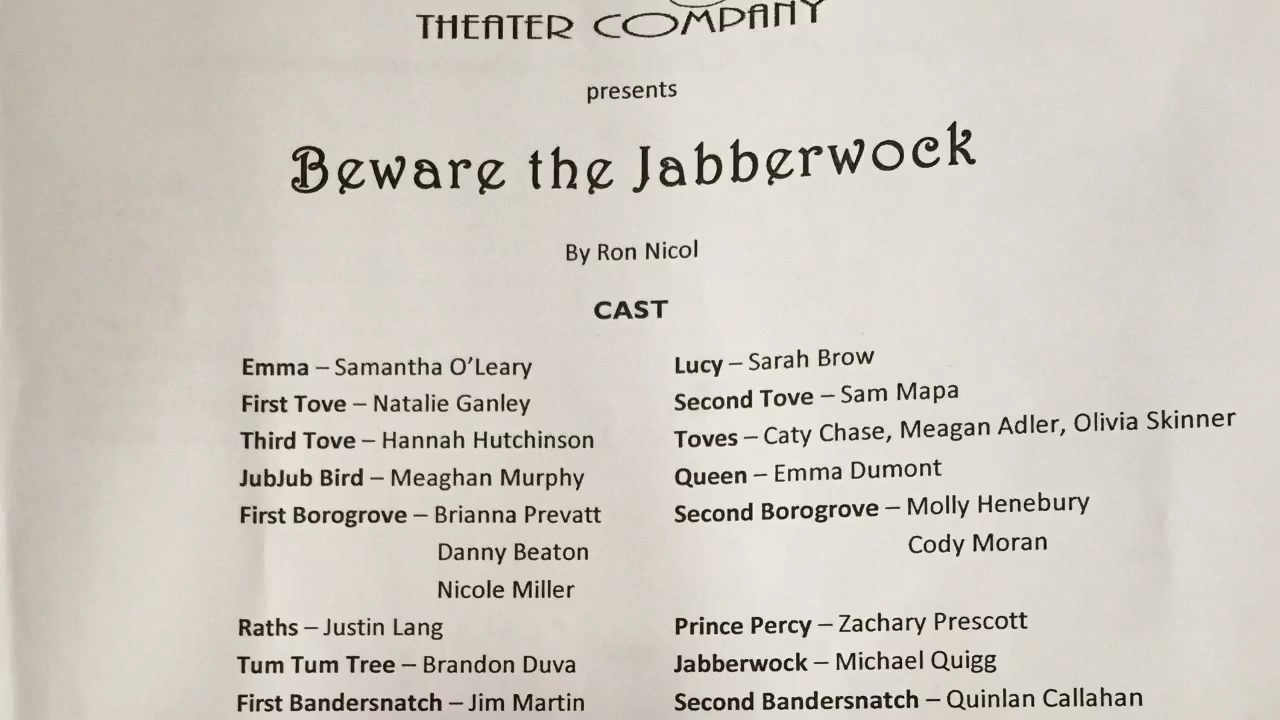 THEATER COMPANY
presents
Beware the Jabberwock
By Ron Nicol
CAST
Emma – Samantha O'Leary
First Tove – Natalie Ganley
Third Tove – Hannah Hutchinson
JubJub Bird – Meaghan Murphy
First Borogrove – Brianna Prevatt
Danny Beaton
Nicole Miller
Raths – Justin Lang
Tum Tum Tree – Brandon Duva
First Bandersnatch – Jim Martin
Lucy – Sarah Brow
Second Tove – Sam Mapa
Toves – Caty Chase, Meagan Adler, Olivia Skinner
Queen – Emma Dumont
Second Borogrove – Molly Henebury
Cody Moran
Prince Percy – Zachary Prescott
Jabberwock – Michael Quigg
Second Bandersnatch – Quinlan Callahan